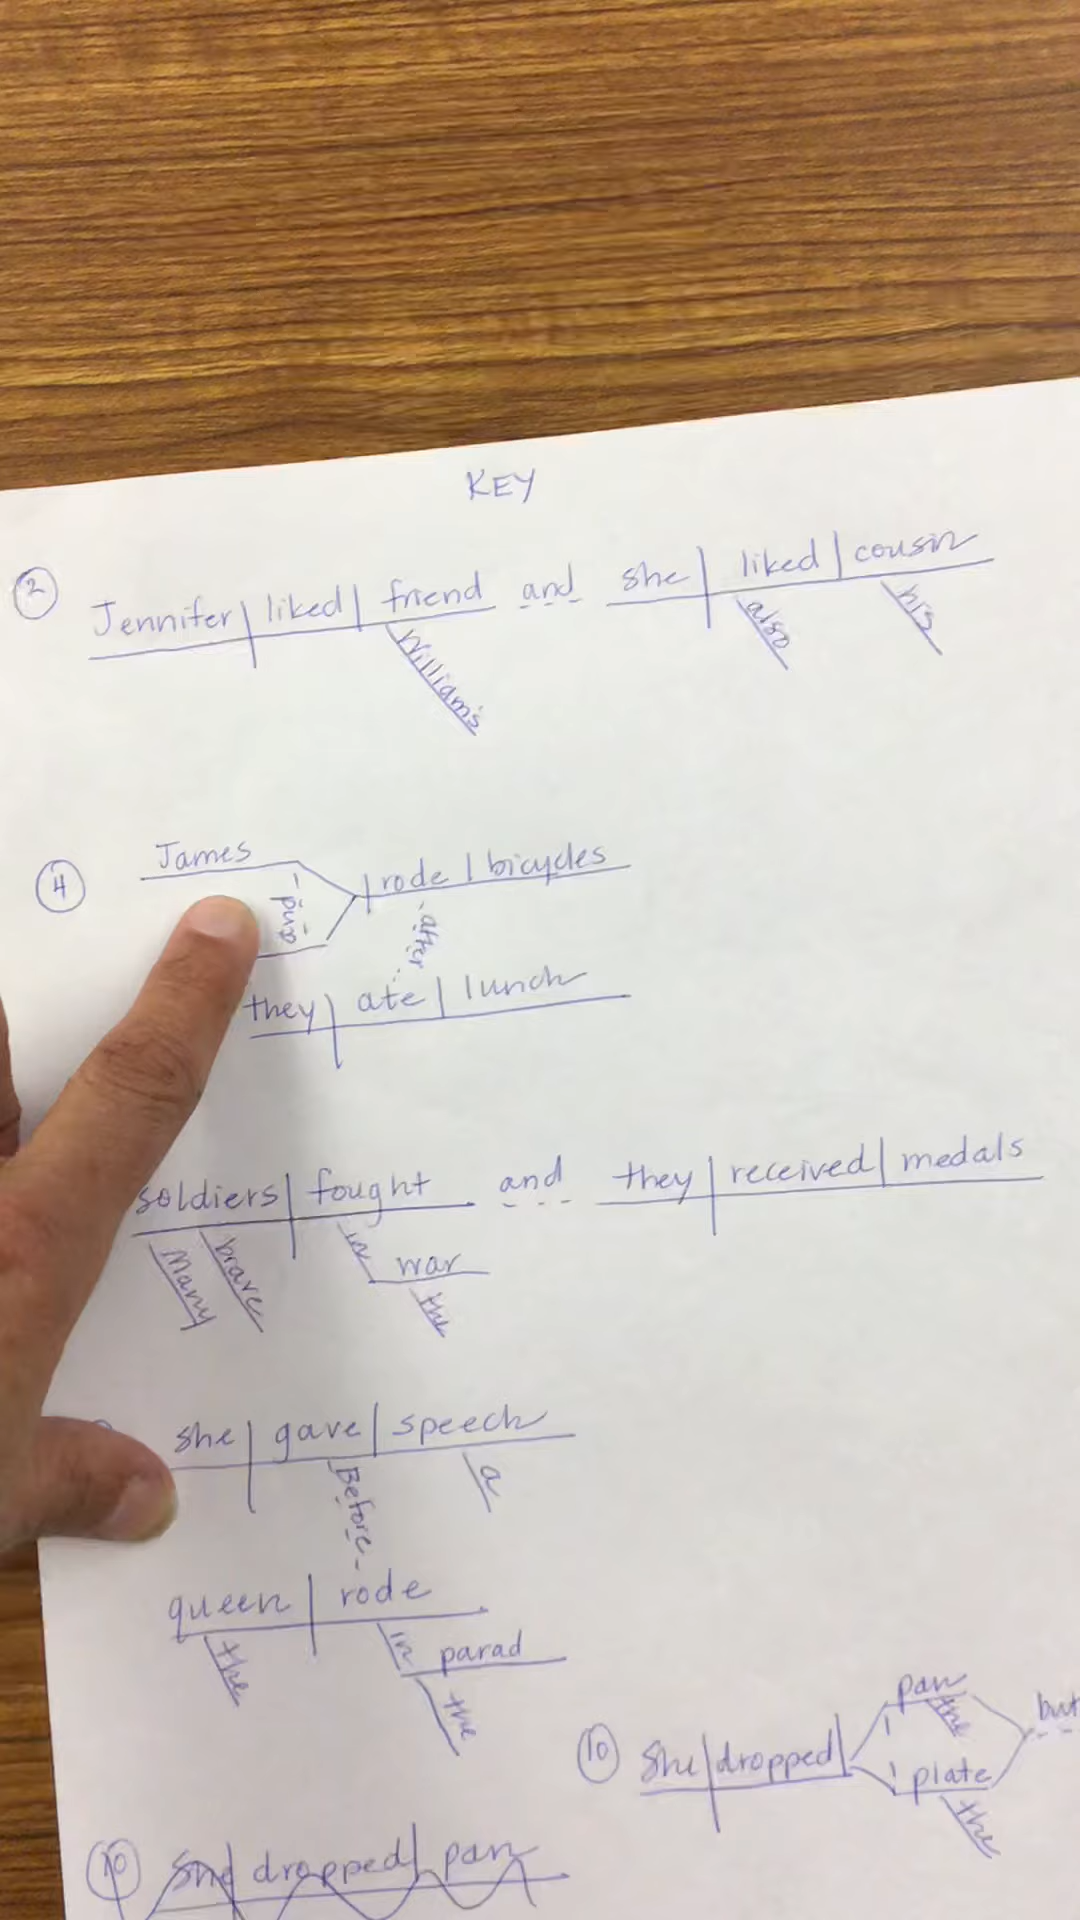 KEY
2 Jennifer liked friend and she liked cousin
William's also his
4 James rode bicycles
and after
they ate lunch
soldiers fought and they received medals
Many brave in war
the
she gave speech
Before a
queen rode
the in parad
the
10 She dropped pan the but
plate the
10 She dropped pan